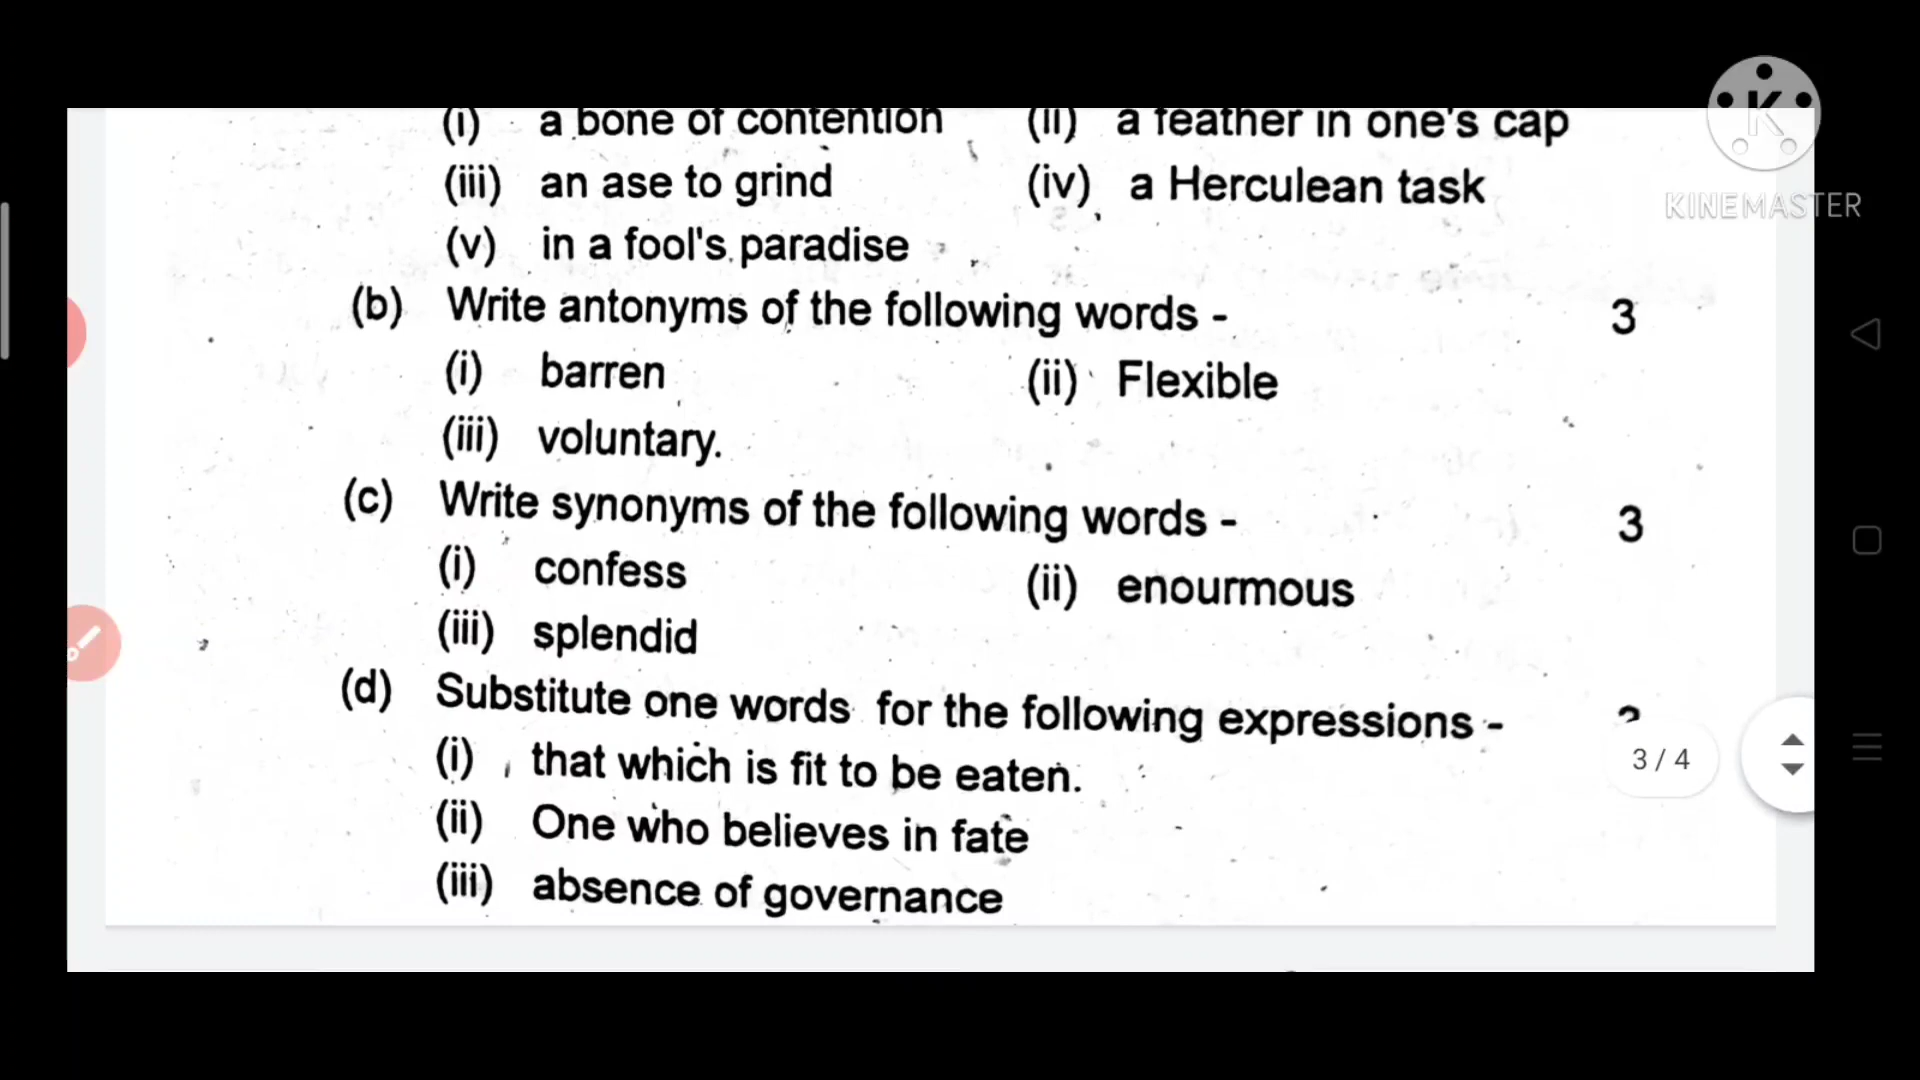 (i) a bone of contention (ii) a feather in one's cap
(iii) an ase to grind (iv) a Herculean task
KINEMASTER
(v) in a fool's paradise
(b) Write antonyms of the following words - 3
(i) barren (ii) Flexible
(iii) voluntary.
(c) Write synonyms of the following words - 3
(i) confess (ii) enourmous
(iii) splendid
(d) Substitute one words for the following expressions -
3 / 4
(i) that which is fit to be eaten.
(ii) One who believes in fate
(iii) absence of governance